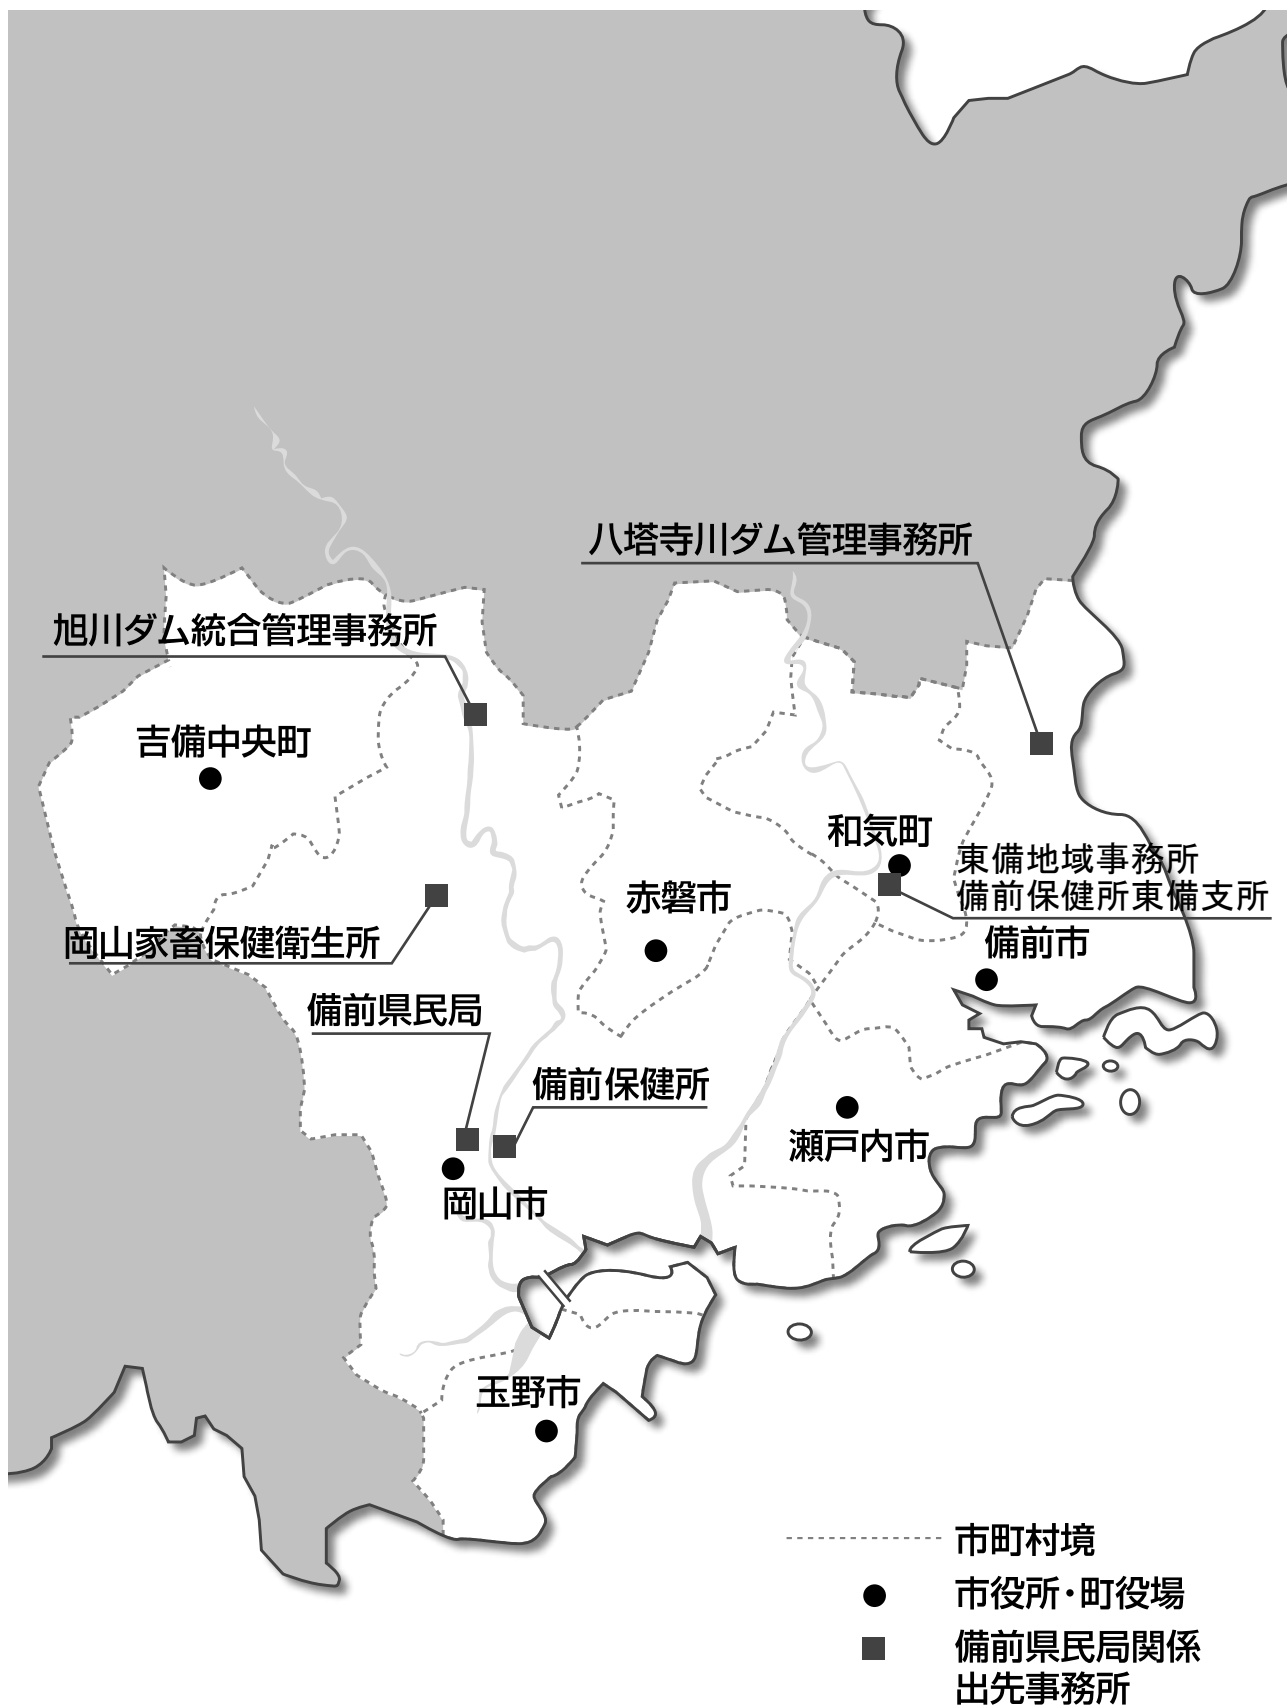 八塔寺川ダム管理事務所
旭川ダム統合管理事務所
吉備中央町
和気町
東備地域事務所
備前保健所東備支所
赤磐市
岡山家畜保健衛生所
備前市
備前県民局
備前保健所
瀬戸内市
岡山市
玉野市
市町村境
市役所・町役場
備前県民局関係
出先事務所